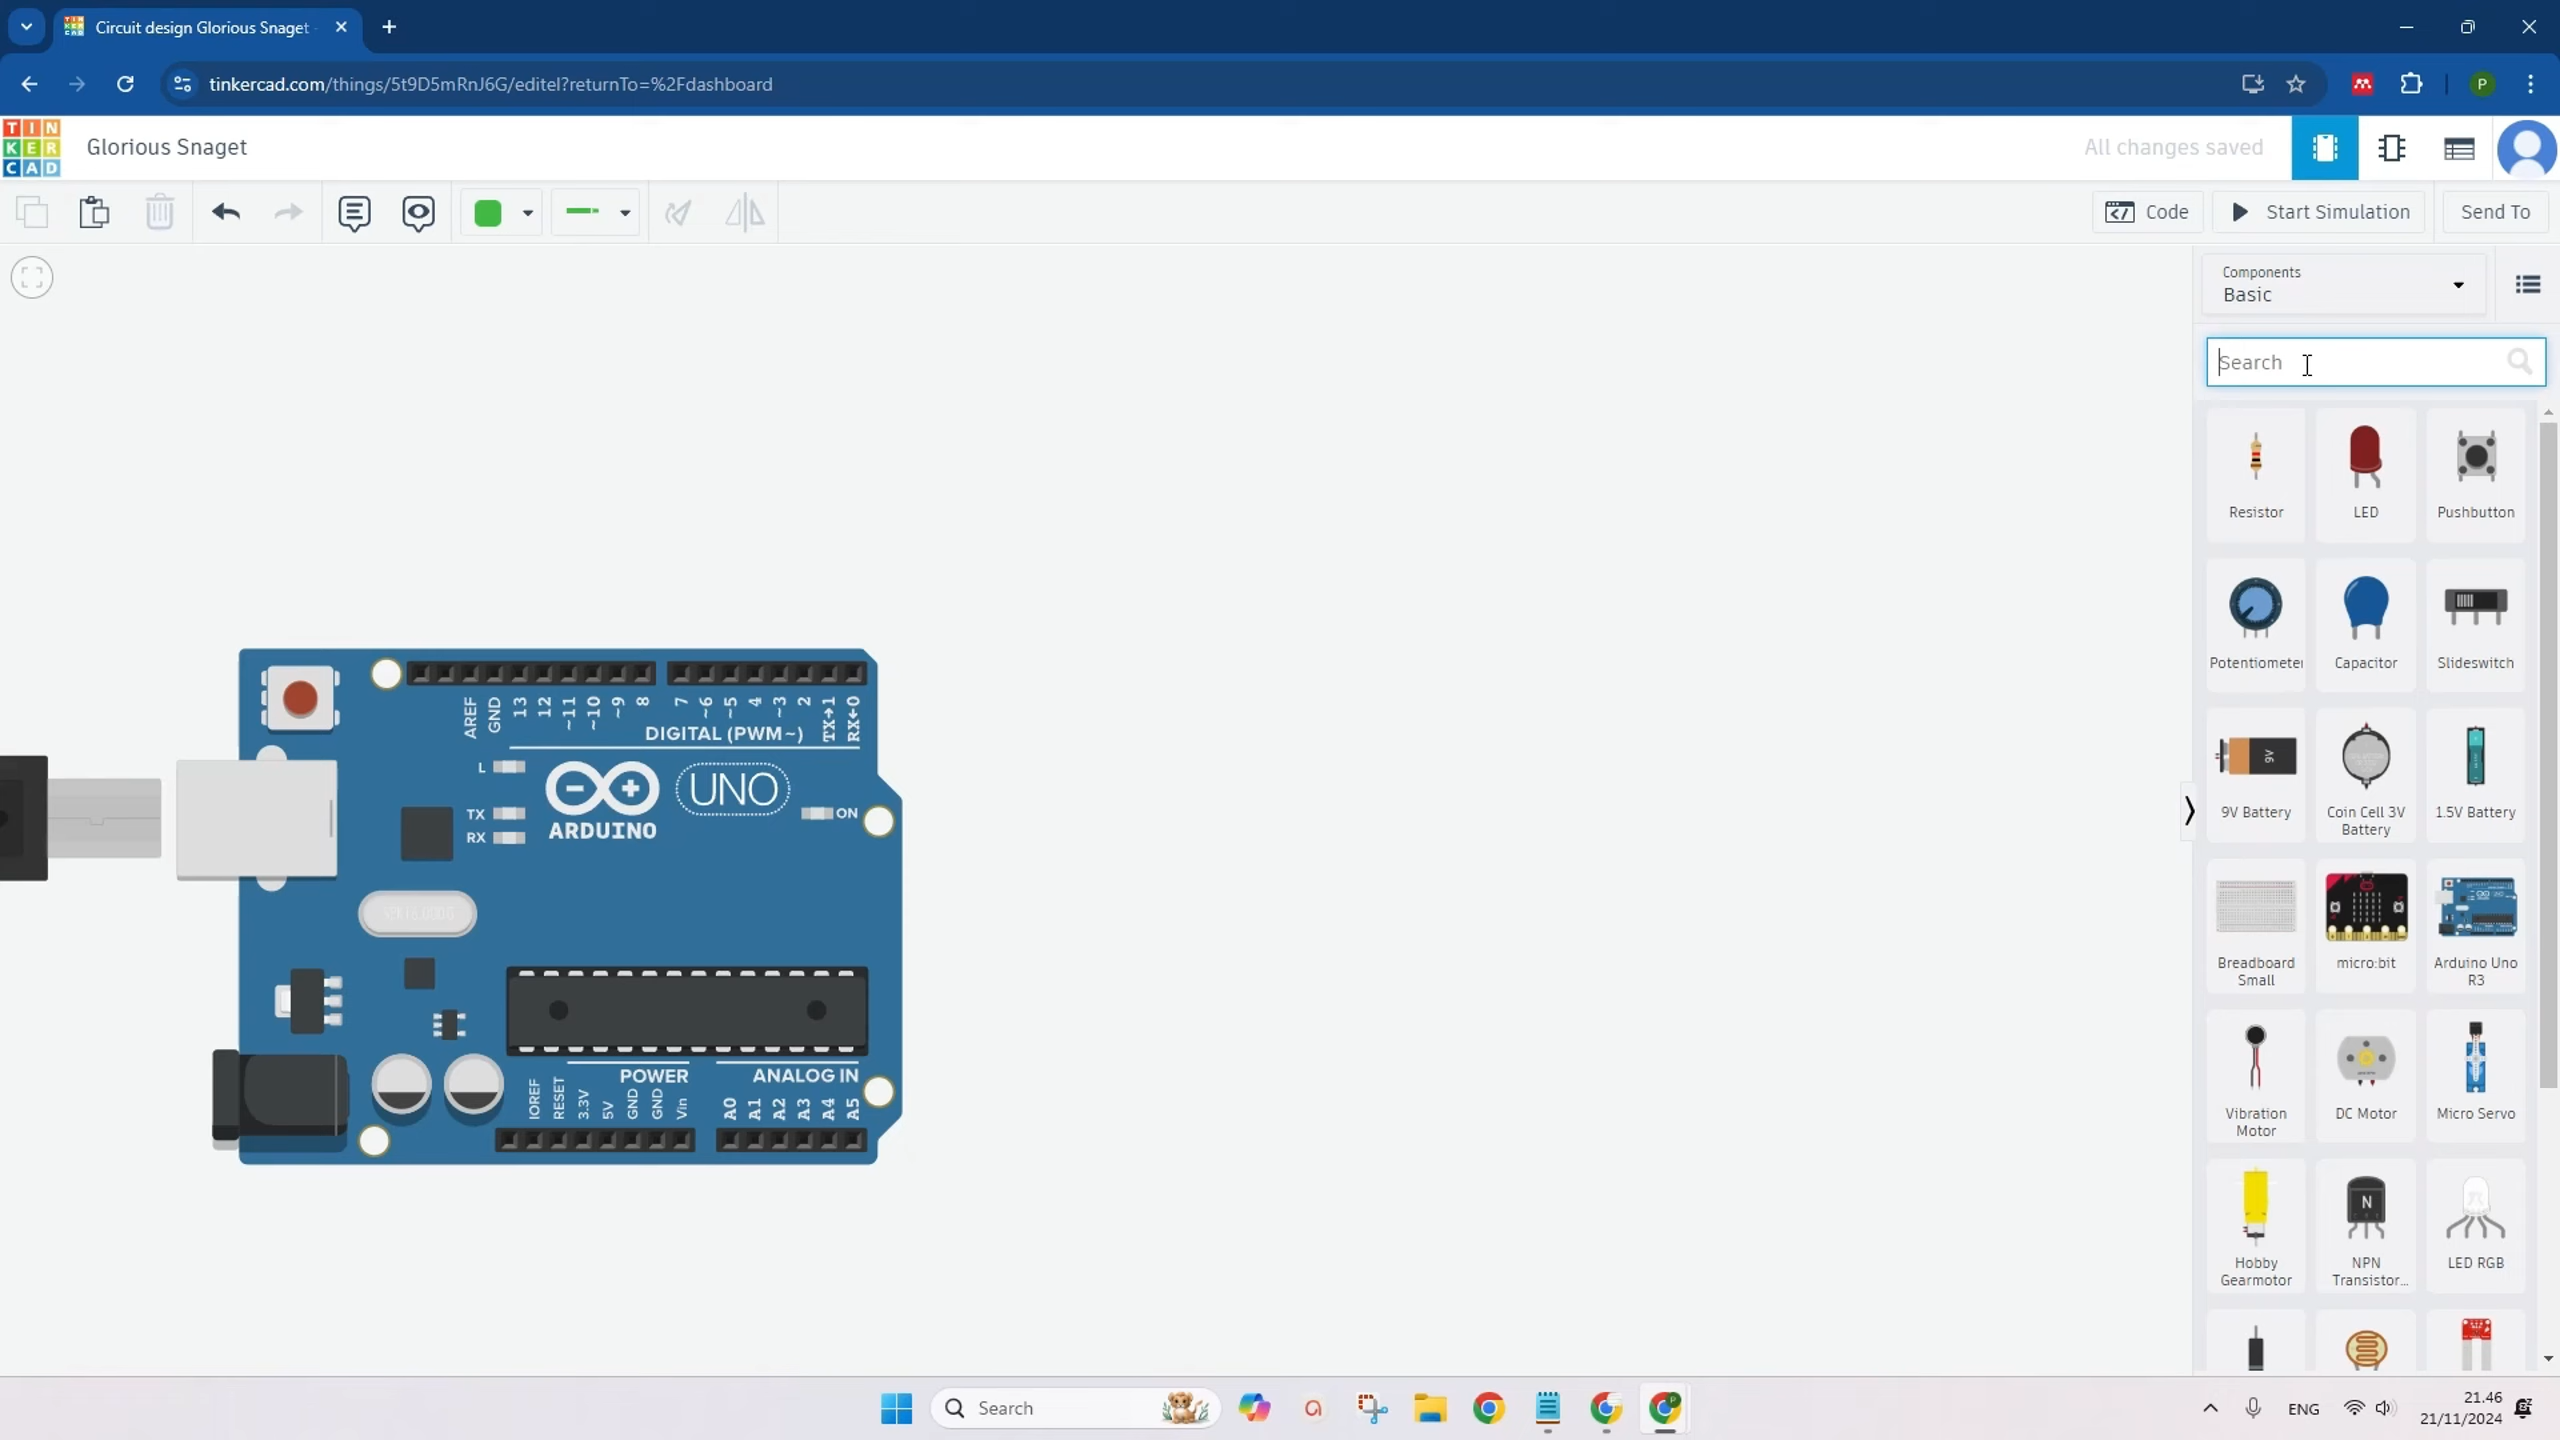 Circuit design Glorious Snaget
tinkercad.com/things/5t9D5mRnJ6G/editel?returnTo=%2Fdashboard
P
TIN
KER
CAD
Glorious Snaget
All changes saved
Code
Start Simulation
Send To
Components
Basic
Search
Resistor
LED
Pushbutton
Potentiometer
Capacitor
Slideswitch
9V
9V Battery
Coin Cell 3V
Battery
1.5V Battery
Breadboard
Small
micro:bit
Arduino Uno
R3
Vibration
Motor
DC Motor
Micro Servo
N
Hobby
Gearmotor
NPN
Transistor...
LED RGB
AREF
GND
13
12
~11
~10
~9
8
7
~6
~5
4
~3
2
TX→1
RX←0
DIGITAL (PWM~)
L
TX
RX
ARDUINO
UNO
ON
POWER
ANALOG IN
IOREF
RESET
3.3V
5V
GND
GND
Vin
A0
A1
A2
A3
A4
A5
Search
ENG
21.46
21/11/2024